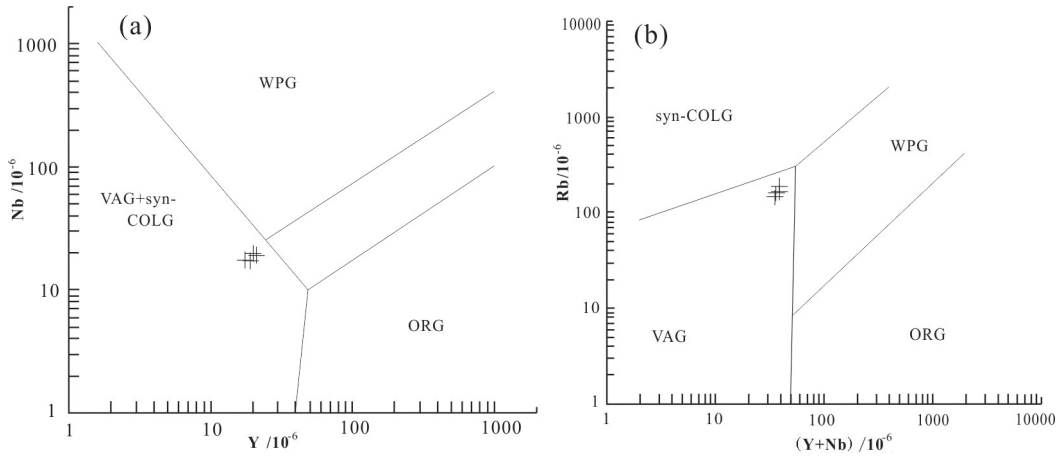 (a)
1000
100
10
1
Nb /10⁻⁶
WPG
VAG+syn-
COLG
ORG
1 10 100 1000
Y /10⁻⁶
(b)
10000
1000
100
10
1
Rb/10⁻⁶
syn-COLG
WPG
VAG
ORG
1 10 100 1000 10000
(Y+Nb) /10⁻⁶